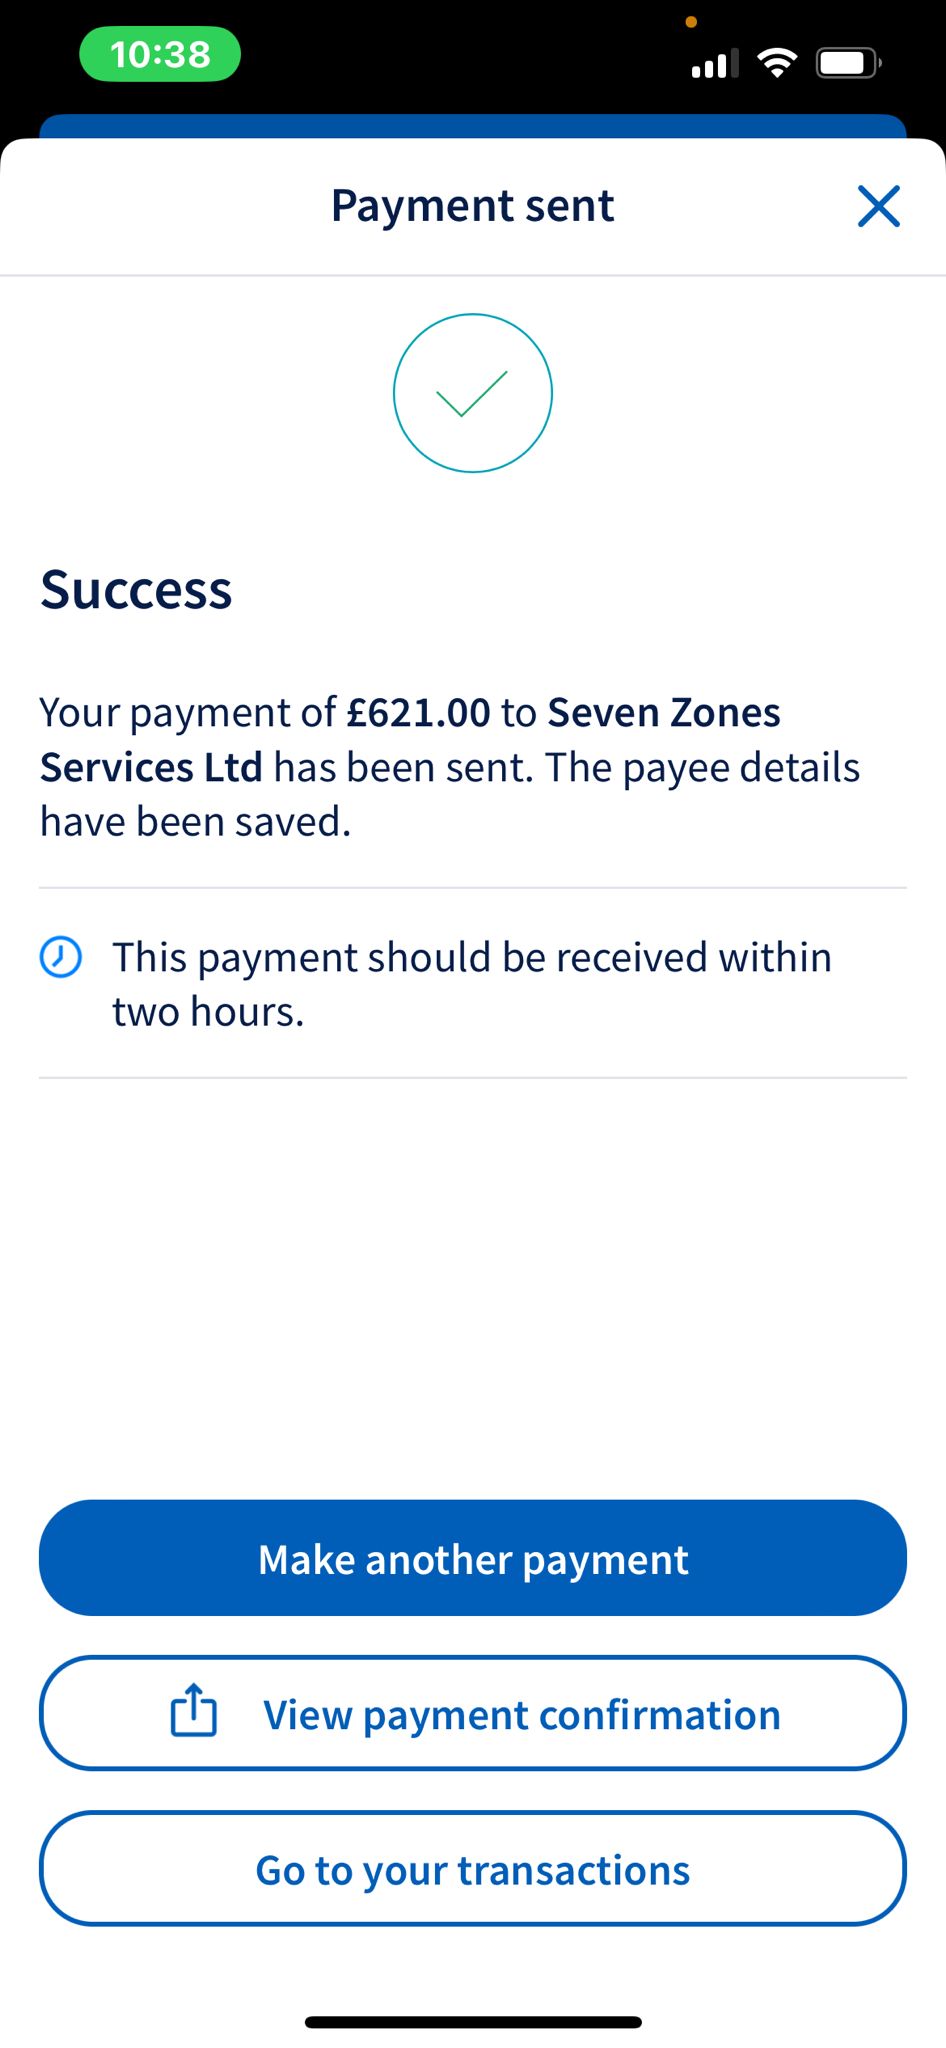 10:38
Payment sent
Success
Your payment of £621.00 to Seven Zones
Services Ltd has been sent. The payee details
have been saved.
This payment should be received within
two hours.
Make another payment
View payment confirmation
Go to your transactions